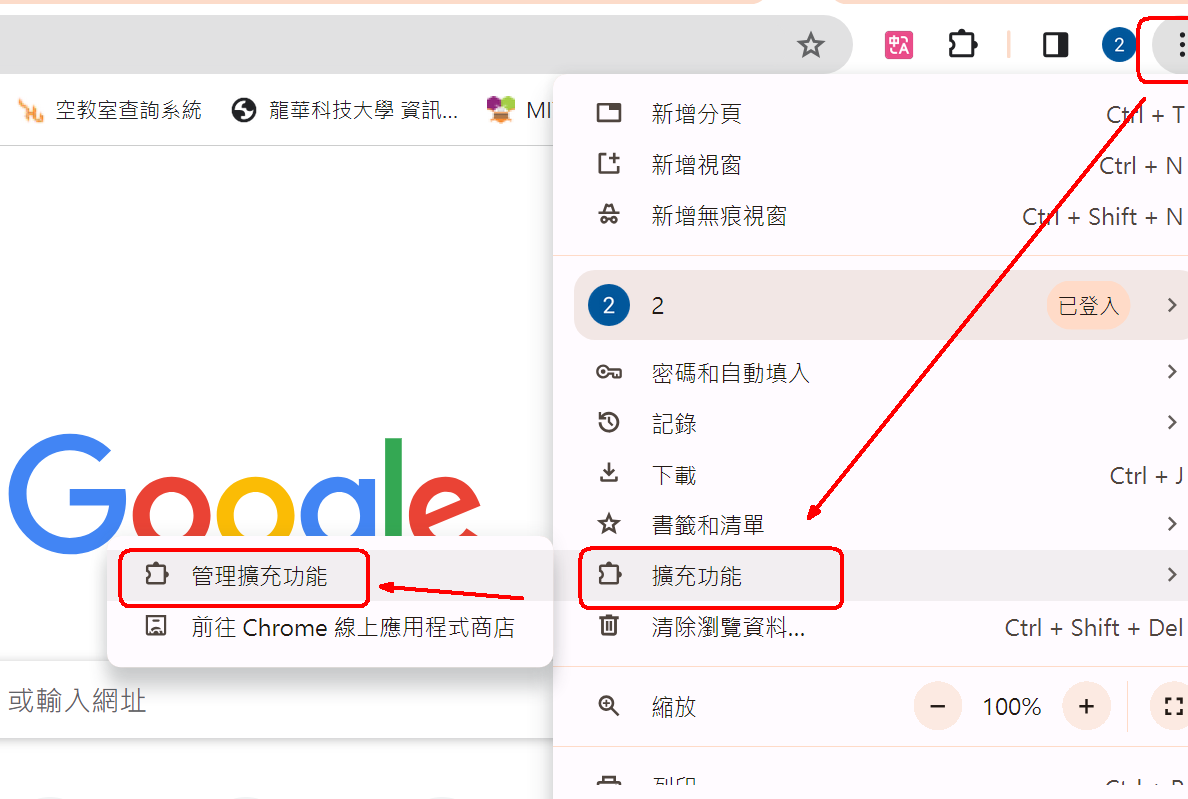 2
空教室查詢系統 龍華科技大學 資訊... MI
新增分頁 Ctrl + T
新增視窗 Ctrl + N
新增無痕視窗 Ctrl + Shift + N
2 2 已登入
密碼和自動填入
記錄
下載 Ctrl + J
書籤和清單
擴充功能
清除瀏覽資料... Ctrl + Shift + Del
縮放 100%
列印
Google
管理擴充功能
前往 Chrome 線上應用程式商店
或輸入網址